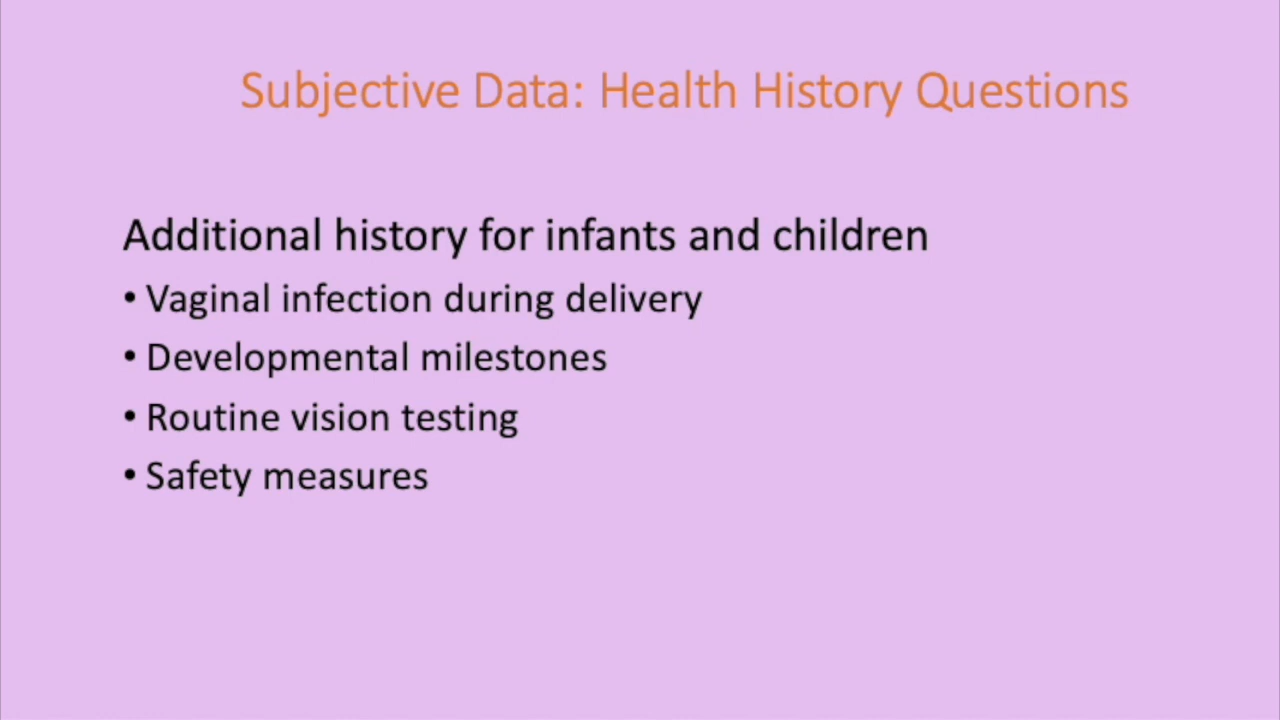 Subjective Data: Health History Questions
Additional history for infants and children
• Vaginal infection during delivery
• Developmental milestones
• Routine vision testing
• Safety measures